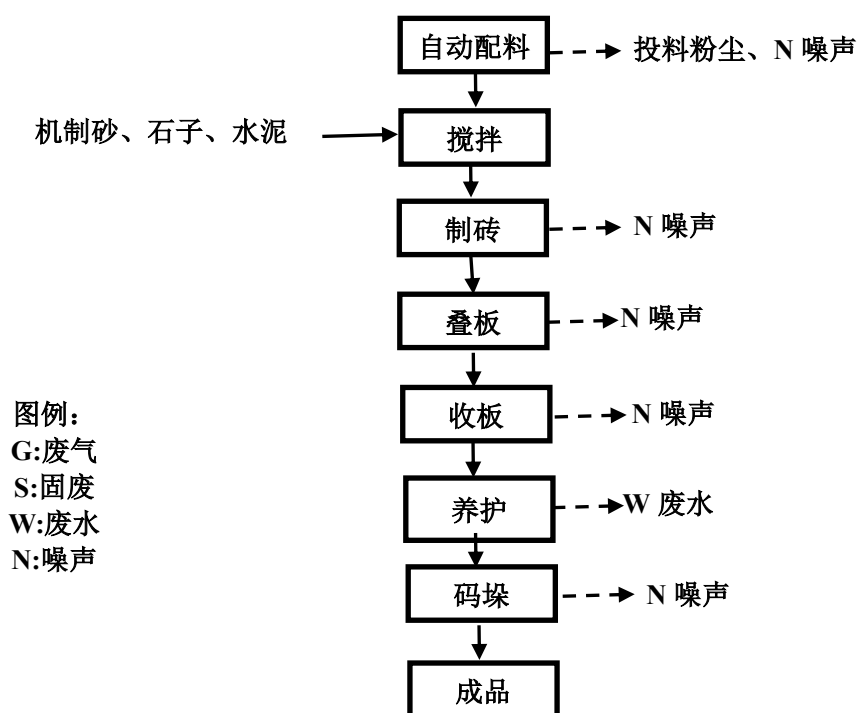 自动配料
投料粉尘、N 噪声
机制砂、石子、水泥
搅拌
制砖
N 噪声
叠板
N 噪声
收板
N 噪声
养护
W 废水
码垛
N 噪声
成品
图例：
G:废气
S:固废
W:废水
N:噪声